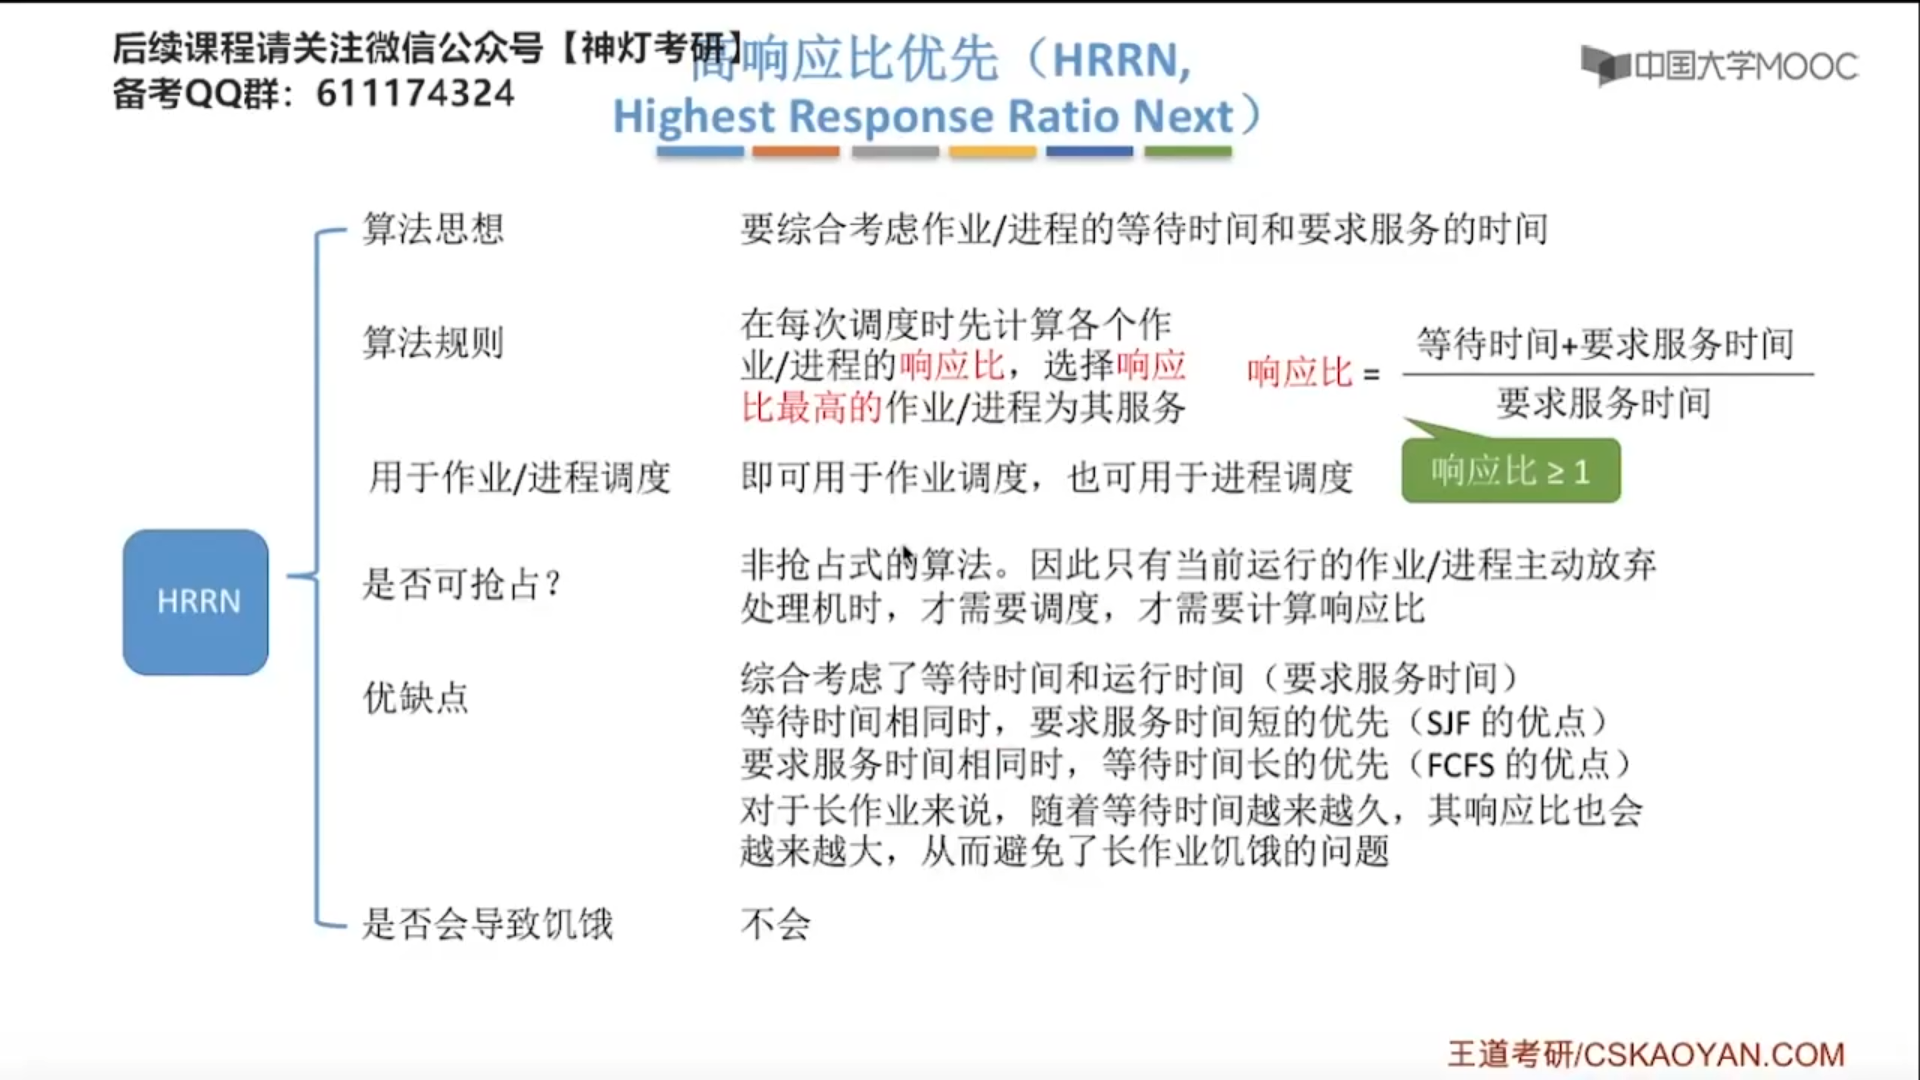 后续课程请关注微信公众号【神灯考研】
备考QQ群：611174324
高响应比优先（HRRN,
Highest Response Ratio Next）
中国大学MOOC
HRRN
算法思想
要综合考虑作业/进程的等待时间和要求服务的时间
算法规则
在每次调度时先计算各个作
业/进程的响应比，选择响应
比最高的作业/进程为其服务
响应比 =
等待时间+要求服务时间
要求服务时间
响应比 ≥ 1
用于作业/进程调度
即可用于作业调度，也可用于进程调度
是否可抢占？
非抢占式的算法。因此只有当前运行的作业/进程主动放弃
处理机时，才需要调度，才需要计算响应比
优缺点
综合考虑了等待时间和运行时间（要求服务时间）
等待时间相同时，要求服务时间短的优先（SJF 的优点）
要求服务时间相同时，等待时间长的优先（FCFS 的优点）
对于长作业来说，随着等待时间越来越久，其响应比也会
越来越大，从而避免了长作业饥饿的问题
是否会导致饥饿
不会
王道考研/CSKAOYAN.COM